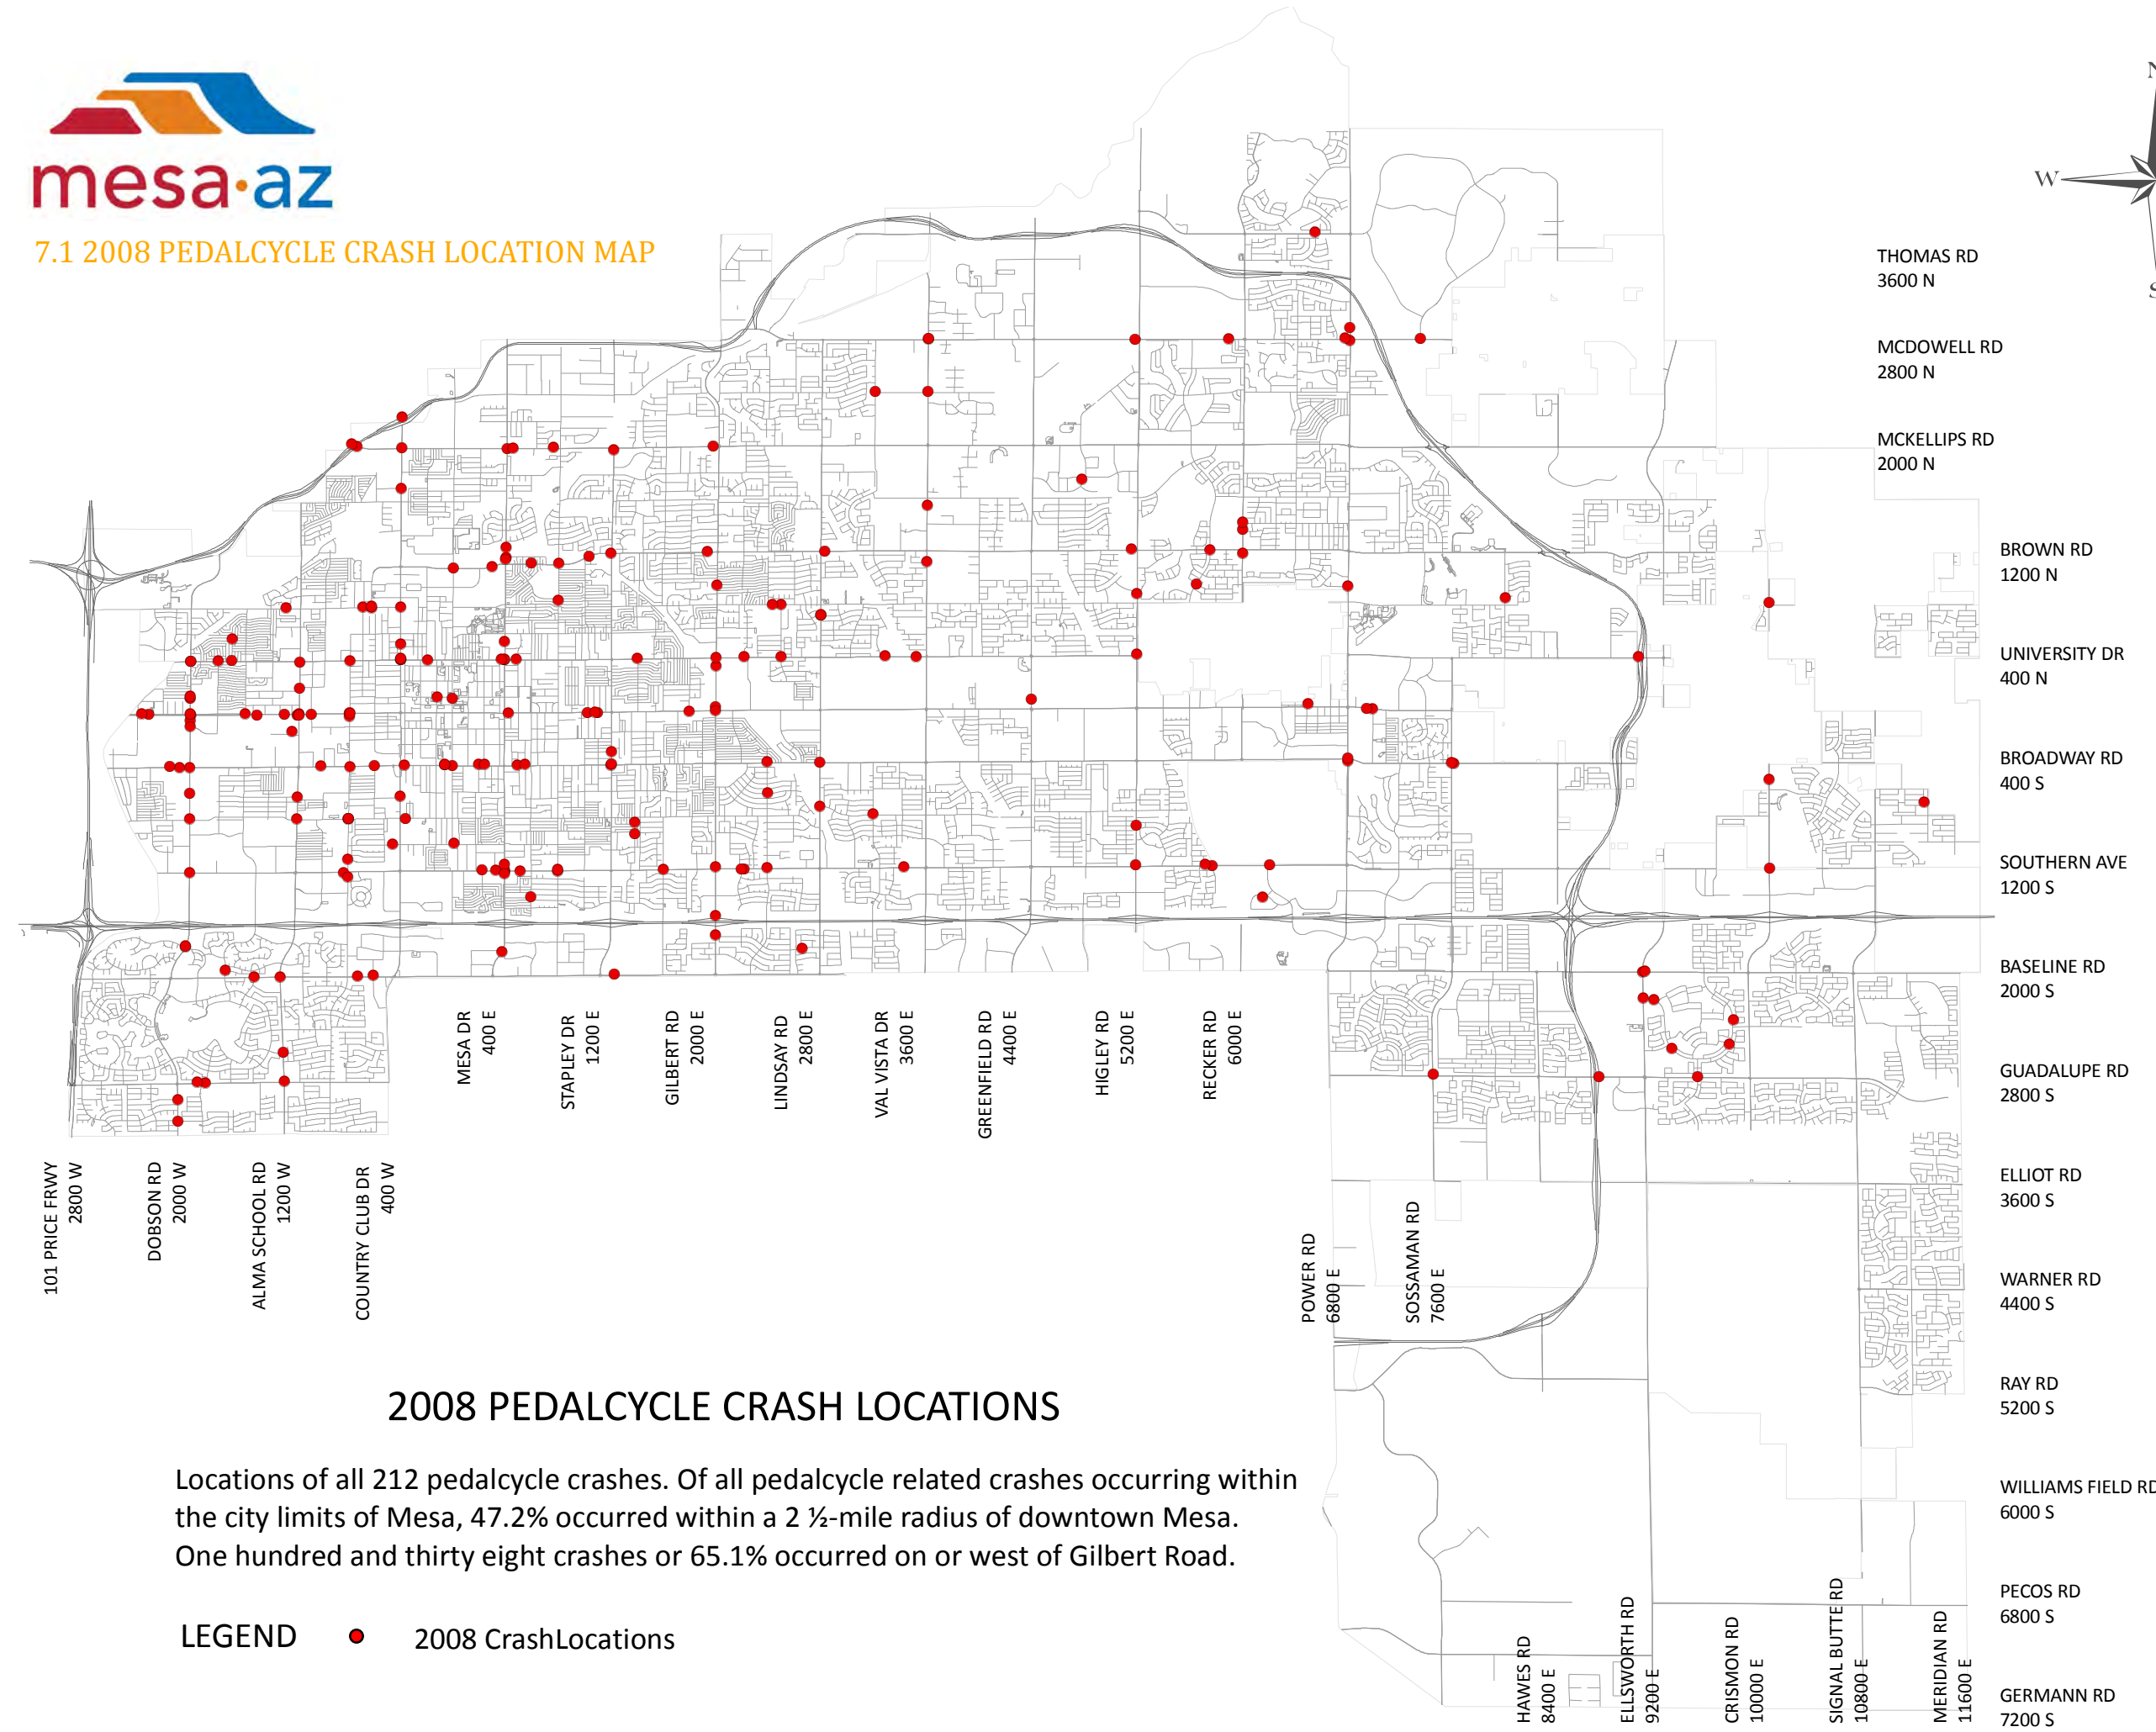 mesa·az
7.1 2008 PEDALCYCLE CRASH LOCATION MAP
N
W
S
THOMAS RD
3600 N
MCDOWELL RD
2800 N
MCKELLIPS RD
2000 N
BROWN RD
1200 N
UNIVERSITY DR
400 N
BROADWAY RD
400 S
SOUTHERN AVE
1200 S
BASELINE RD
2000 S
GUADALUPE RD
2800 S
ELLIOT RD
3600 S
WARNER RD
4400 S
RAY RD
5200 S
WILLIAMS FIELD RD
6000 S
PECOS RD
6800 S
GERMANN RD
7200 S
101 PRICE FRWY
2800 W
DOBSON RD
2000 W
ALMA SCHOOL RD
1200 W
COUNTRY CLUB DR
400 W
MESA DR
400 E
STAPLEY DR
1200 E
GILBERT RD
2000 E
LINDSAY RD
2800 E
VAL VISTA DR
3600 E
GREENFIELD RD
4400 E
HIGLEY RD
5200 E
RECKER RD
6000 E
POWER RD
6800 E
SOSSAMAN RD
7600 E
HAWES RD
8400 E
ELLSWORTH RD
9200 E
CRISMON RD
10000 E
SIGNAL BUTTE RD
10800 E
MERIDIAN RD
11600 E
2008 PEDALCYCLE CRASH LOCATIONS
Locations of all 212 pedalcycle crashes. Of all pedalcycle related crashes occurring within
the city limits of Mesa, 47.2% occurred within a 2 ½-mile radius of downtown Mesa.
One hundred and thirty eight crashes or 65.1% occurred on or west of Gilbert Road.
LEGEND
2008 CrashLocations